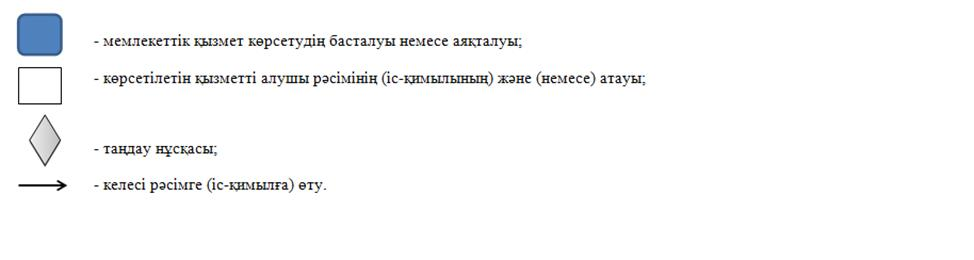 - мемлекеттік қызмет көрсетудің басталуы немесе аяқталуы;
- көрсетілетін қызметті алушы рәсімінің (іс-қимылының) және (немесе) атауы;
- таңдау нұсқасы;
- келесі рәсімге (іс-қимылға) өту.